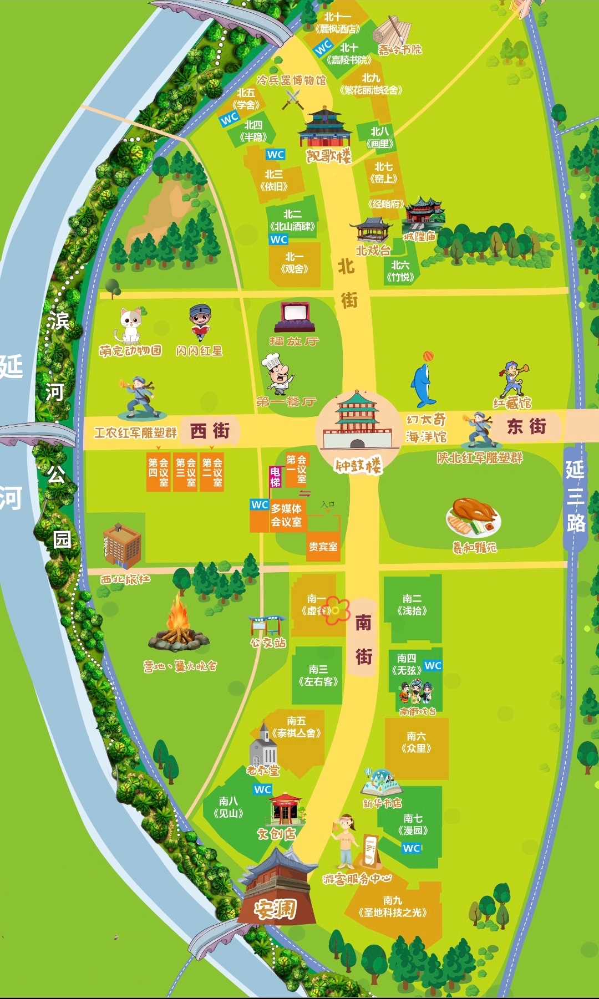 北十一
《麗枫酒店》
WC
北十
《嘉陵书院》
嘉岭书院
冷兵器博物馆
北九
《繁花丽池轻舍》
北五
《学舍》
WC
北四
《半隐》
凯歌楼
北八
《画里》
WC
北三
《依旧》
北七
《窑上》
《经略府》
城隍庙
北二
《北山酒肆》
WC
北戏台
北一
《观舍》
北六
《竹悦》
北
街
萌宠动物园
闪闪红星
播放厅
第一餐厅
滨
河
公
园
延
河
工农红军雕塑群
西街
钟鼓楼
幻太奇
海洋馆
红藏馆
东街
陕北红军雕塑群
第四
会议室
第三
会议室
第二
会议室
电梯
第一
会议室
WC
多媒体
会议室
入口
贵宾室
羲和雅苑
延
三
路
HOTEL
西北旅社
营地、篝火晚会
公交站
南一
《虚谷》
南二
《浅拾》
南
街
南三
《左右客》
南四
《无弦》
WC
南街戏台
南五
《泰祺亼舍》
老教堂
南六
《众里》
新华书店
南八
《见山》
WC
CULTURE
文创店
南七
《漫园》
WC
游客服务中心
安澜
南九
《圣地科技之光》